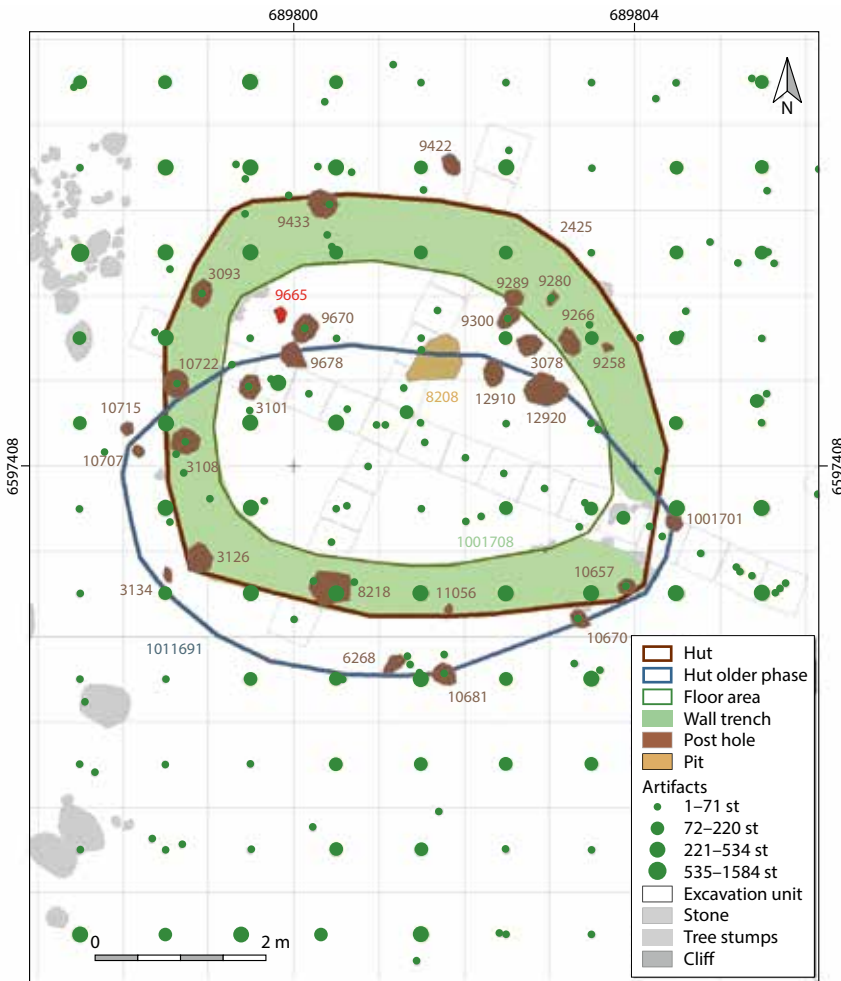 689800
689804
N
9422
9433
2425
3093
9289
9280
9665
9670
9300
9266
10722
9678
3078
9258
3101
8208
12910
12920
10715
10707
3108
6597408
6597408
1001701
1001708
3126
10657
3134
8218
11056
10670
1011691
6268
10681
Hut
Hut older phase
Floor area
Wall trench
Post hole
Pit
Artifacts
1–71 st
72–220 st
221–534 st
535–1584 st
Excavation unit
Stone
Tree stumps
Cliff
0
2 m